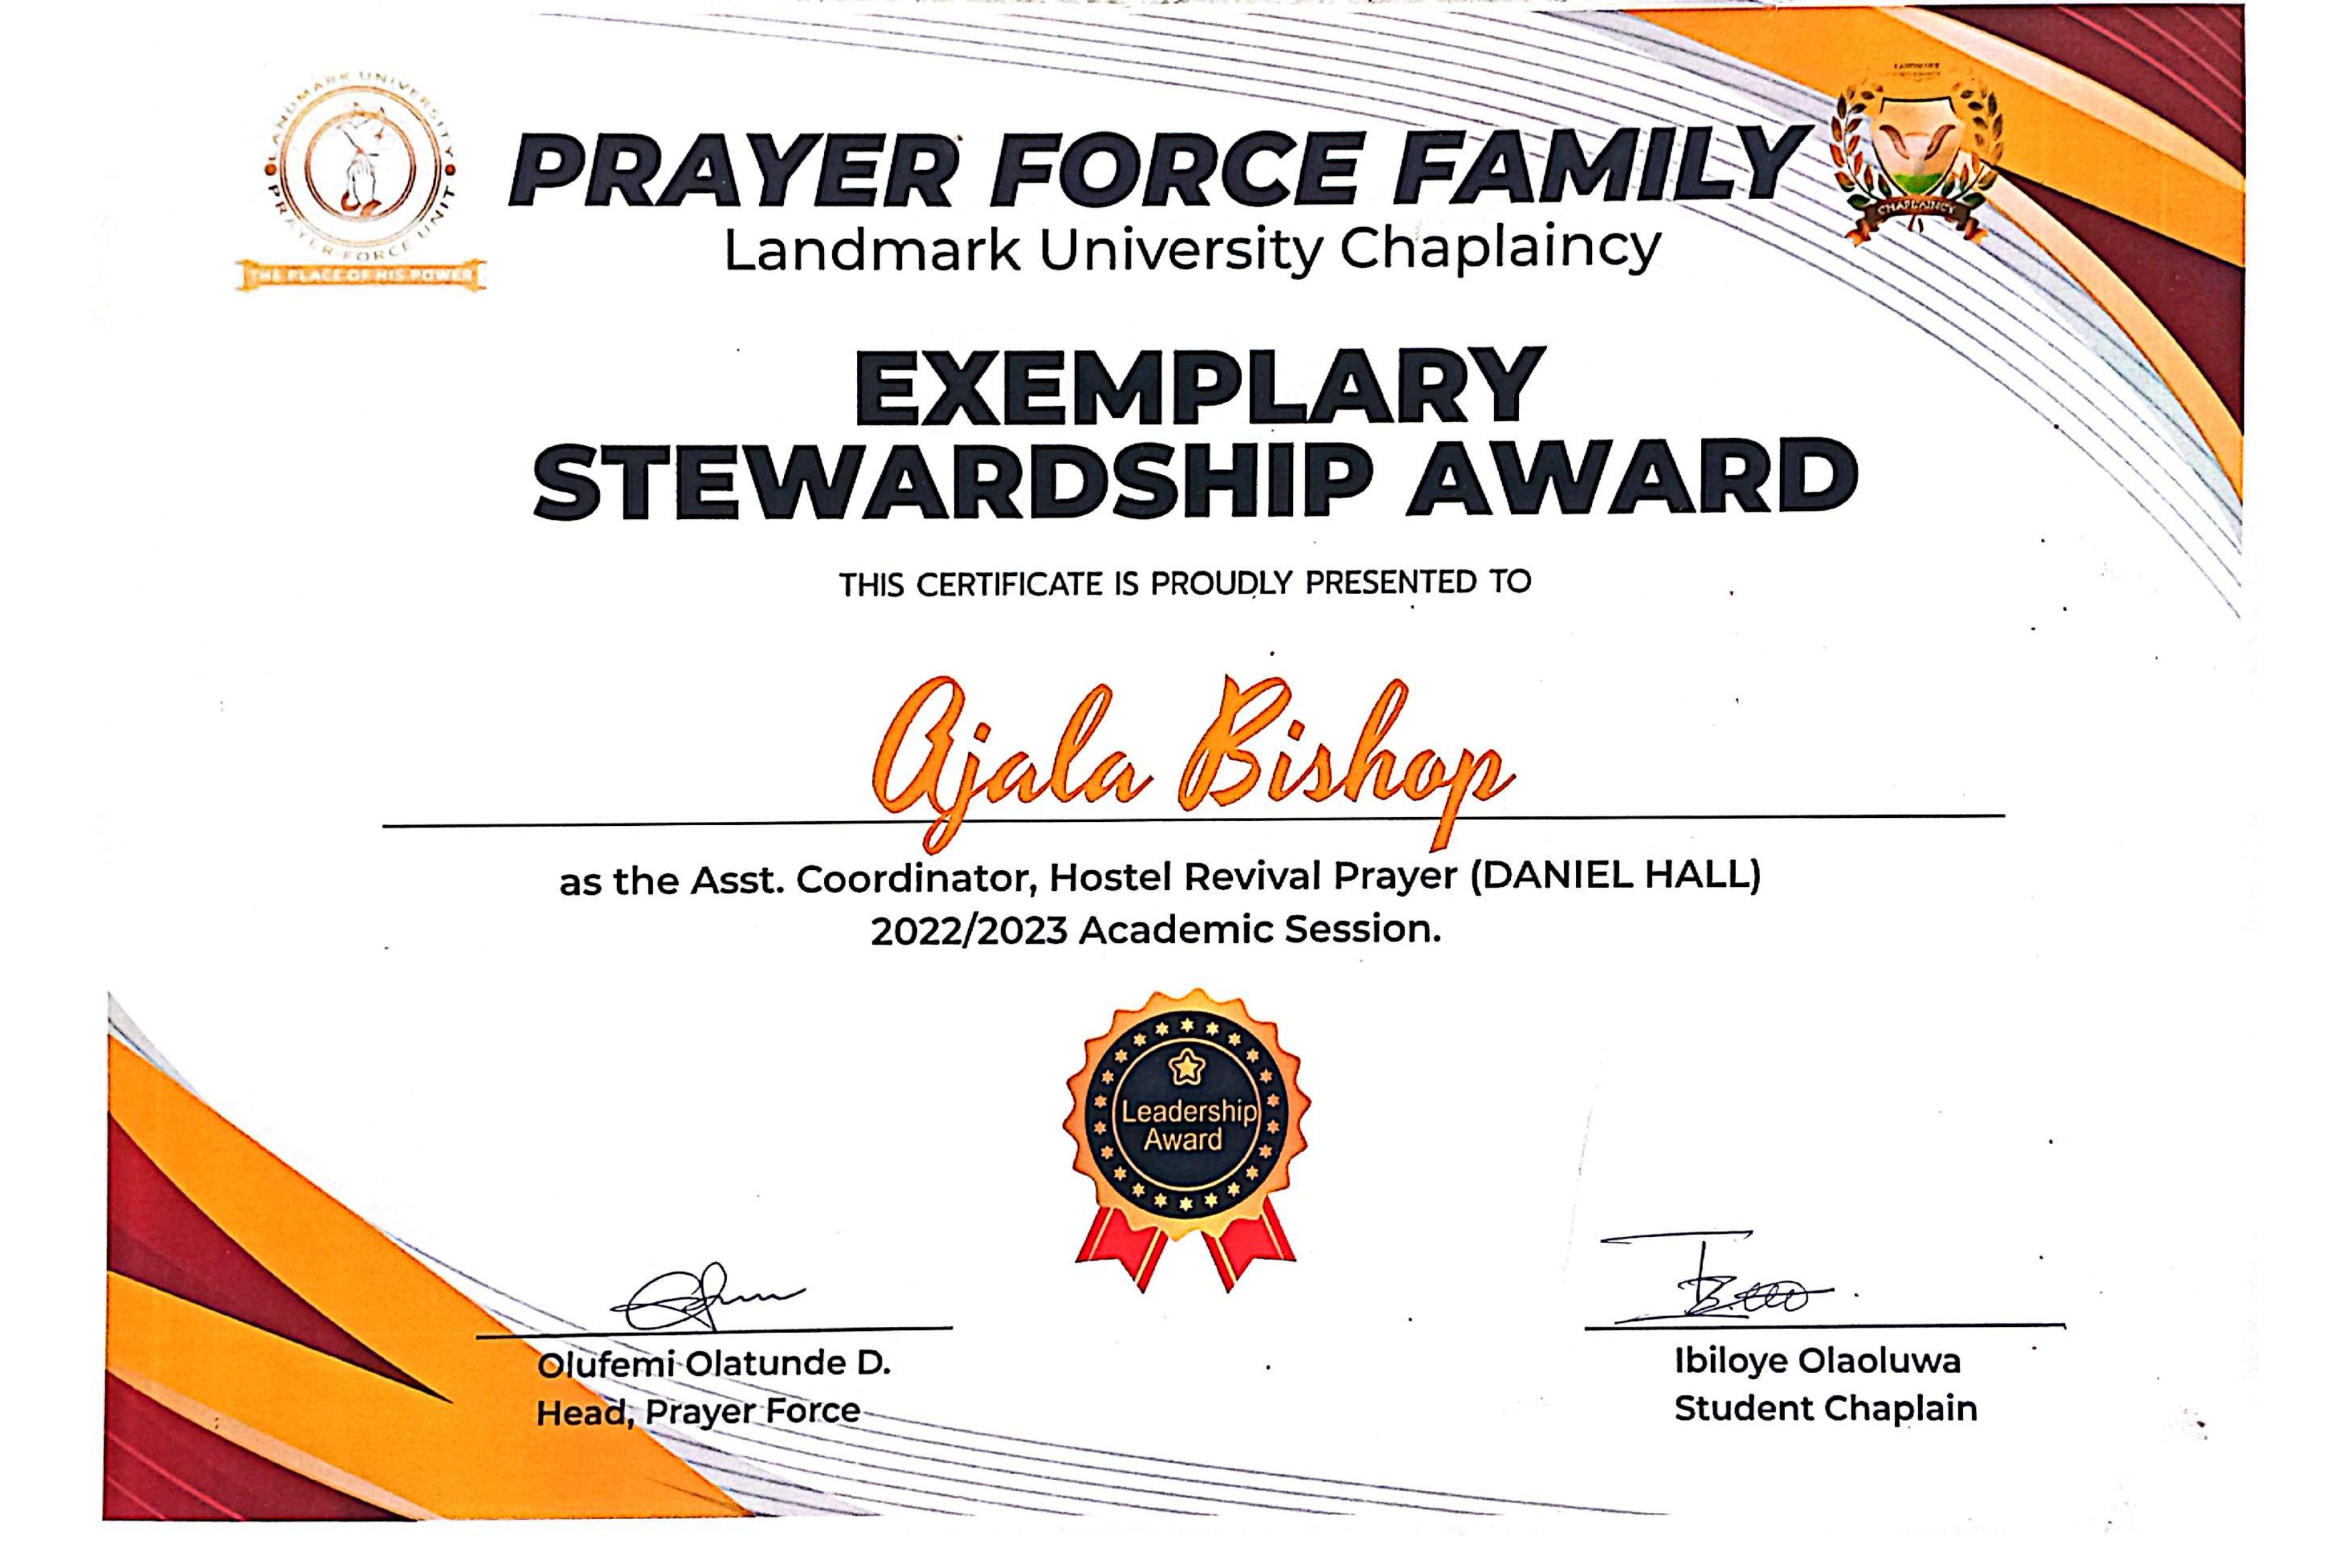 LANDMARK UNIVERSITY
PRAYER FORCE UNIT
THE PLACE OF HIS POWER
PRAYER FORCE FAMILY
Landmark University Chaplaincy
CHAPLAINCY
EXEMPLARY
STEWARDSHIP AWARD
THIS CERTIFICATE IS PROUDLY PRESENTED TO
Ajala Bishop
as the Asst. Coordinator, Hostel Revival Prayer (DANIEL HALL)
2022/2023 Academic Session.
Leadership
Award
Olufemi Olatunde D.
Head, Prayer Force
Ibiloye Olaoluwa
Student Chaplain